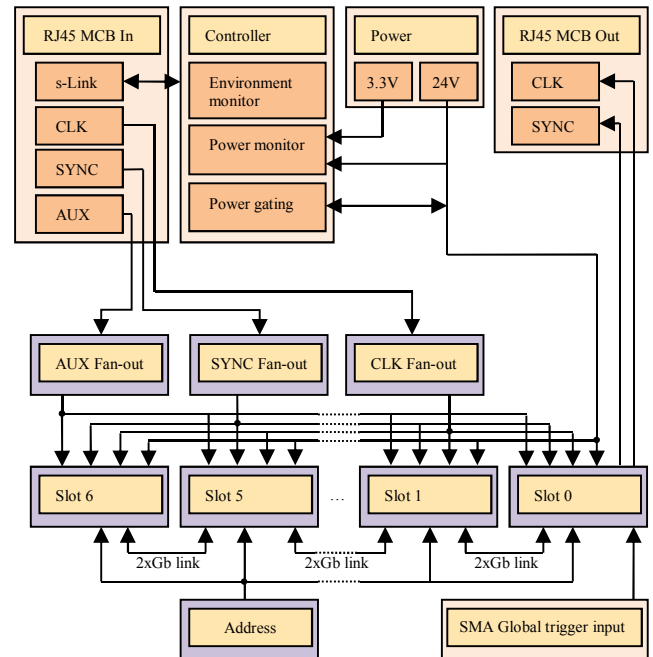 RJ45 MCB In
Controller
Power
RJ45 MCB Out
s-Link
Environment
monitor
3.3V
24V
CLK
CLK
Power monitor
SYNC
SYNC
Power gating
AUX
AUX Fan-out
SYNC Fan-out
CLK Fan-out
Slot 6
Slot 5
...
Slot 1
Slot 0
2xGb link
2xGb link
2xGb link
Address
SMA Global trigger input